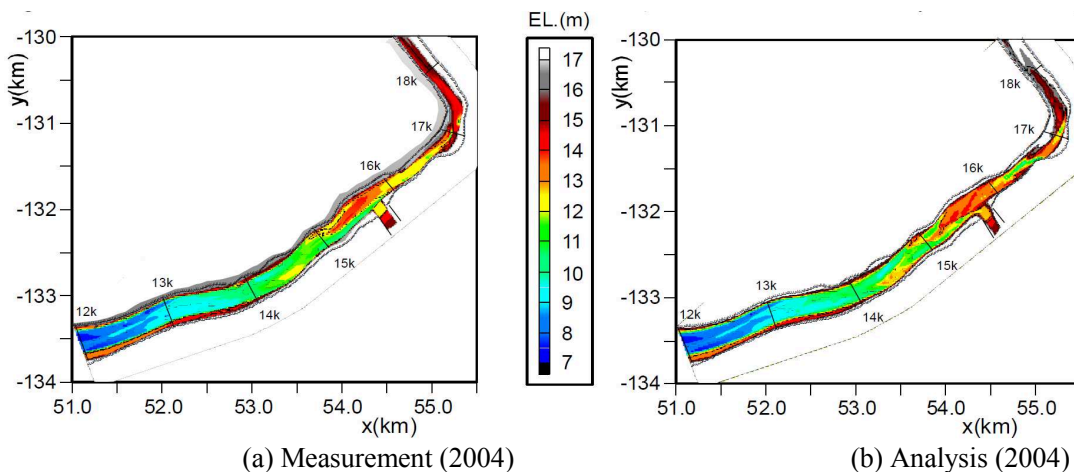 -130
-131
-132
-133
-134
y(km)
18k
17k
16k
15k
14k
13k
12k
51.0 52.0 53.0 54.0 55.0
x(km)
EL.(m)
17
16
15
14
13
12
11
10
9
8
7
-130
-131
-132
-133
-134
y(km)
18k
17k
16k
15k
14k
13k
12k
51.0 52.0 53.0 54.0 55.0
x(km)
(a) Measurement (2004)
(b) Analysis (2004)